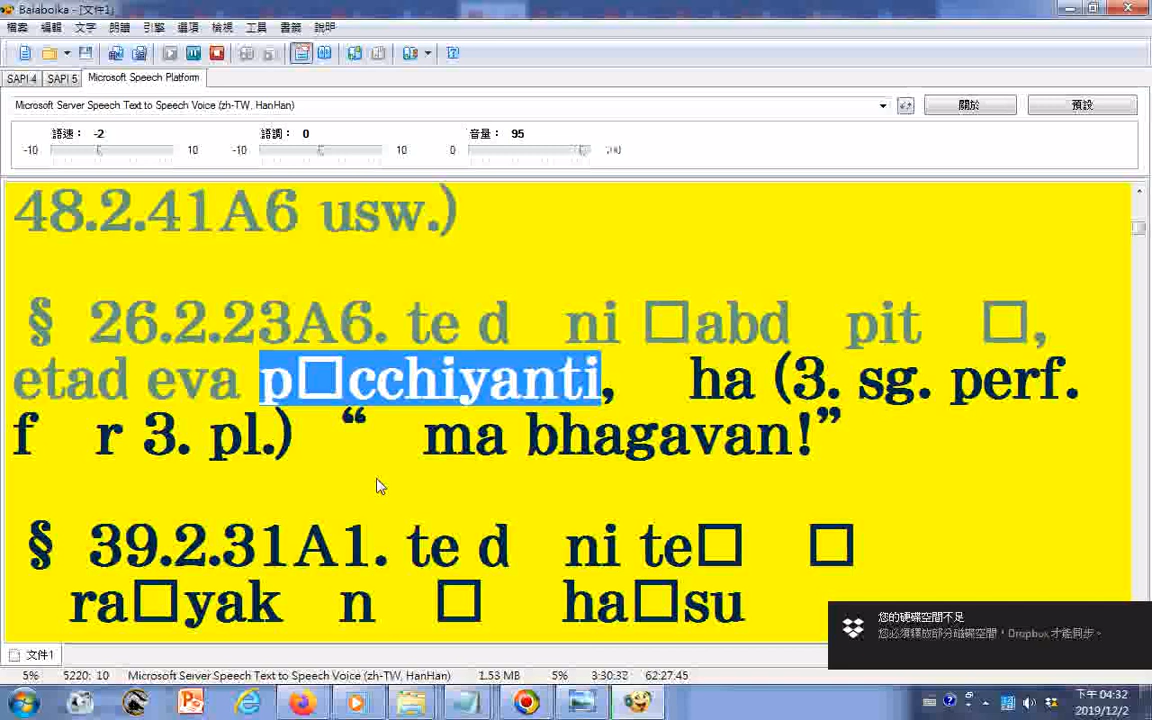 Balabolka - [文件1]
檔案 編輯 文字 朗讀 引擎 選項 檢視 工具 書籤 說明
SAPI 4 SAPI 5 Microsoft Speech Platform
Microsoft Server Speech Text to Speech Voice (zh-TW, HanHan) 關於 預設
語速： -2 語調： 0 音量： 95
-10 10 -10 10 0 100
48.2.41A6 usw.)
§ 26.2.23A6. te d ni □abd pit □,
etad eva p□cchiyanti, ha (3. sg. perf.
f r 3. pl.) “ ma bhagavan!”
§ 39.2.31A1. te d ni te□ □
ra□yak n □ ha□su
您的硬碟空間不足
您必須釋放部分磁碟空間，Dropbox 才能同步。
文件1
5% 5220; 10 Microsoft Server Speech Text to Speech Voice (zh-TW, HanHan) 1.53 MB 5% 3:30:32 62:27:45
下午 04:32
2019/12/2